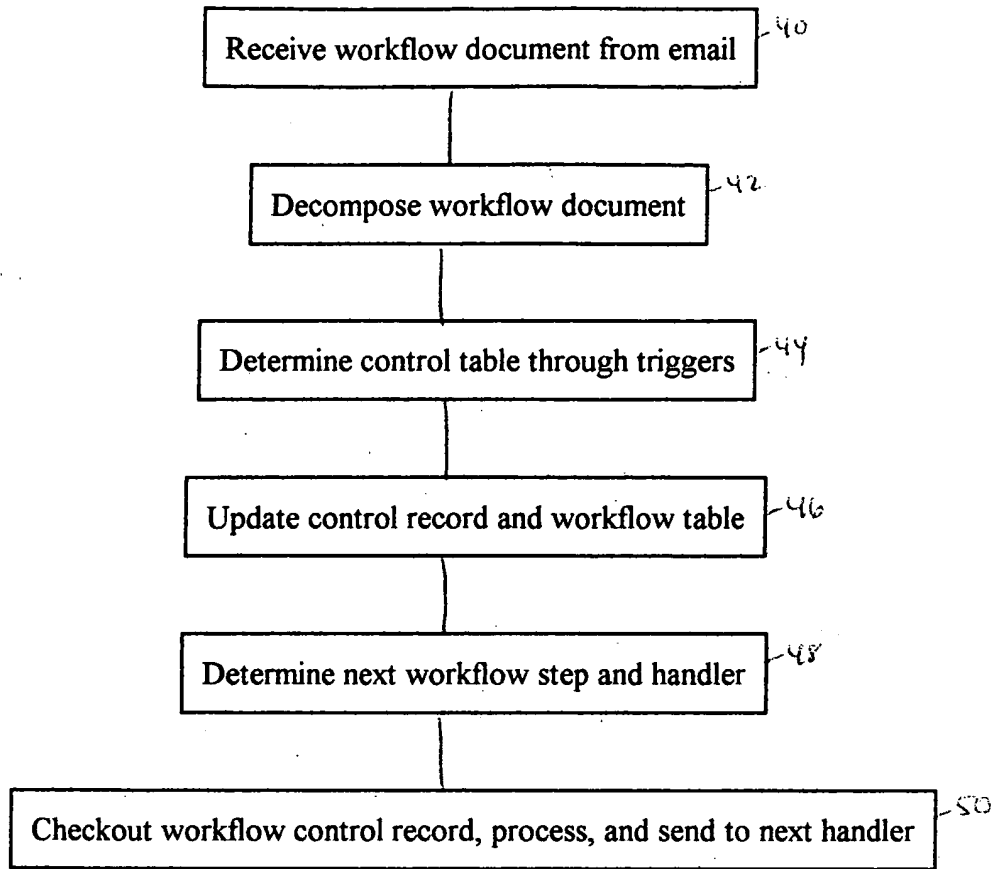 Receive workflow document from email
40
Decompose workflow document
42
Determine control table through triggers
44
Update control record and workflow table
46
Determine next workflow step and handler
48
Checkout workflow control record, process, and send to next handler
50